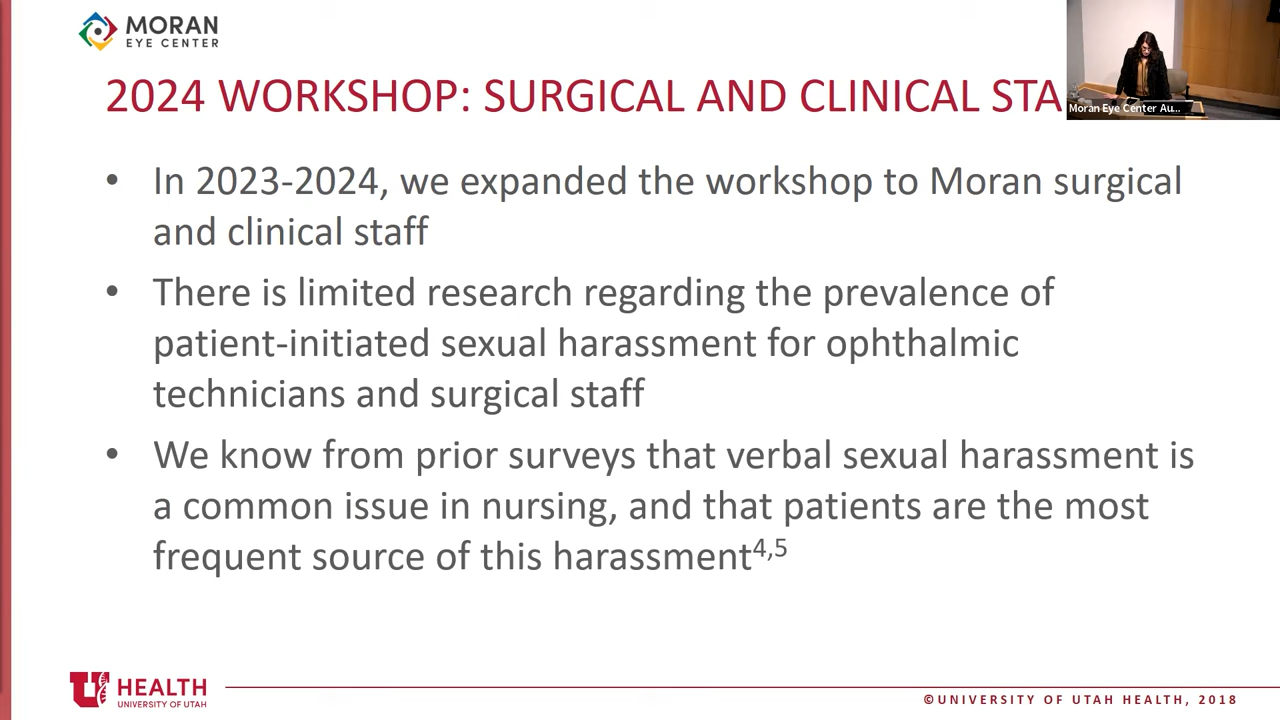 MORAN
EYE CENTER
2024 WORKSHOP: SURGICAL AND CLINICAL STA
Moran Eye Center Au...
• In 2023-2024, we expanded the workshop to Moran surgical
and clinical staff
• There is limited research regarding the prevalence of
patient-initiated sexual harassment for ophthalmic
technicians and surgical staff
• We know from prior surveys that verbal sexual harassment is
a common issue in nursing, and that patients are the most
frequent source of this harassment4,5
U HEALTH
UNIVERSITY OF UTAH
©UNIVERSITY OF UTAH HEALTH, 2018